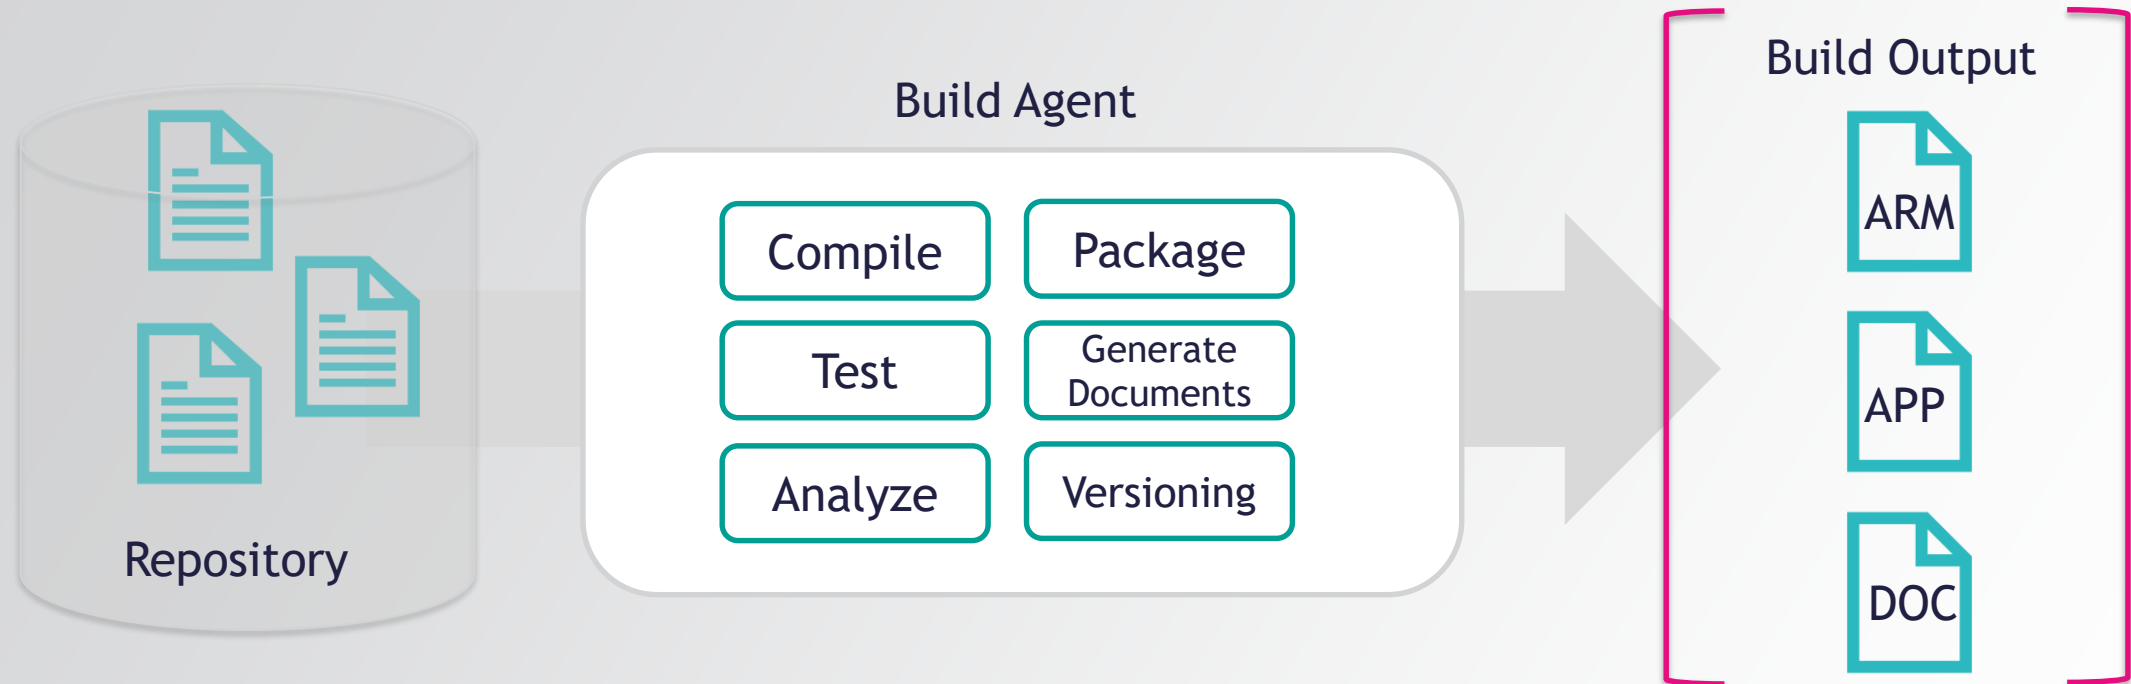 Repository
Build Agent
Compile
Package
Test
Generate
Documents
Analyze
Versioning
Build Output
ARM
APP
DOC